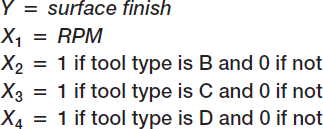 Y = surface finish
X₁ = RPM
X₂ = 1 if tool type is B and 0 if not
X₃ = 1 if tool type is C and 0 if not
X₄ = 1 if tool type is D and 0 if not